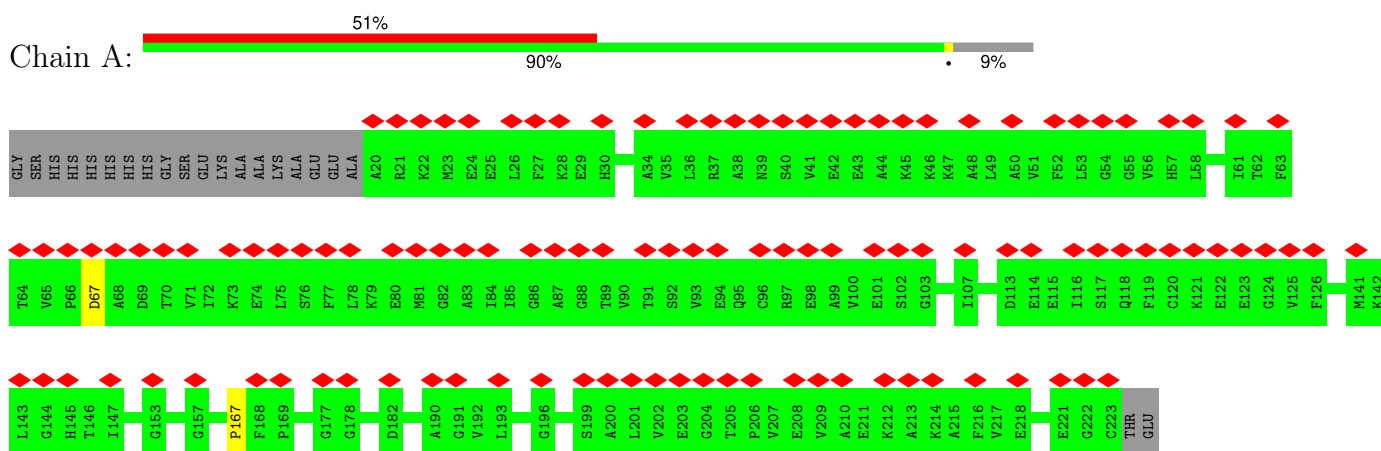 51%
Chain A:
90% • 9%
GLY SER HIS HIS HIS HIS HIS HIS GLY SER GLU LYS ALA ALA LYS ALA GLU GLU ALA A20 R21 K22 M23 E24 E25 L26 F27 K28 E29 H30 A34 V35 L36 R37 A38 N39 S40 V41 E42 E43 A44 K45 K46 K47 A48 L49 A50 V51 F52 L53 G54 G55 V56 H57 L58 I61 T62 F63
T64 V65 P66 D67 A68 D69 T70 V71 I72 K73 E74 L75 S76 F77 L78 K79 E80 M81 G82 A83 I84 I85 G86 A87 G88 T89 V90 T91 S92 V93 E94 Q95 C96 R97 E98 A99 V100 E101 S102 G103 I107 D113 E114 E115 I116 S117 Q118 F119 C120 K121 E122 E123 G124 V125 F126 M141 K142
L143 G144 H145 T146 I147 G153 G157 P167 F168 P169 G177 G178 D182 A190 G191 V192 L193 G196 S199 A200 L201 V202 E203 G204 T205 P206 V207 E208 V209 A210 E211 K212 A213 K214 A215 F216 V217 E218 E221 G222 C223 THR GLU